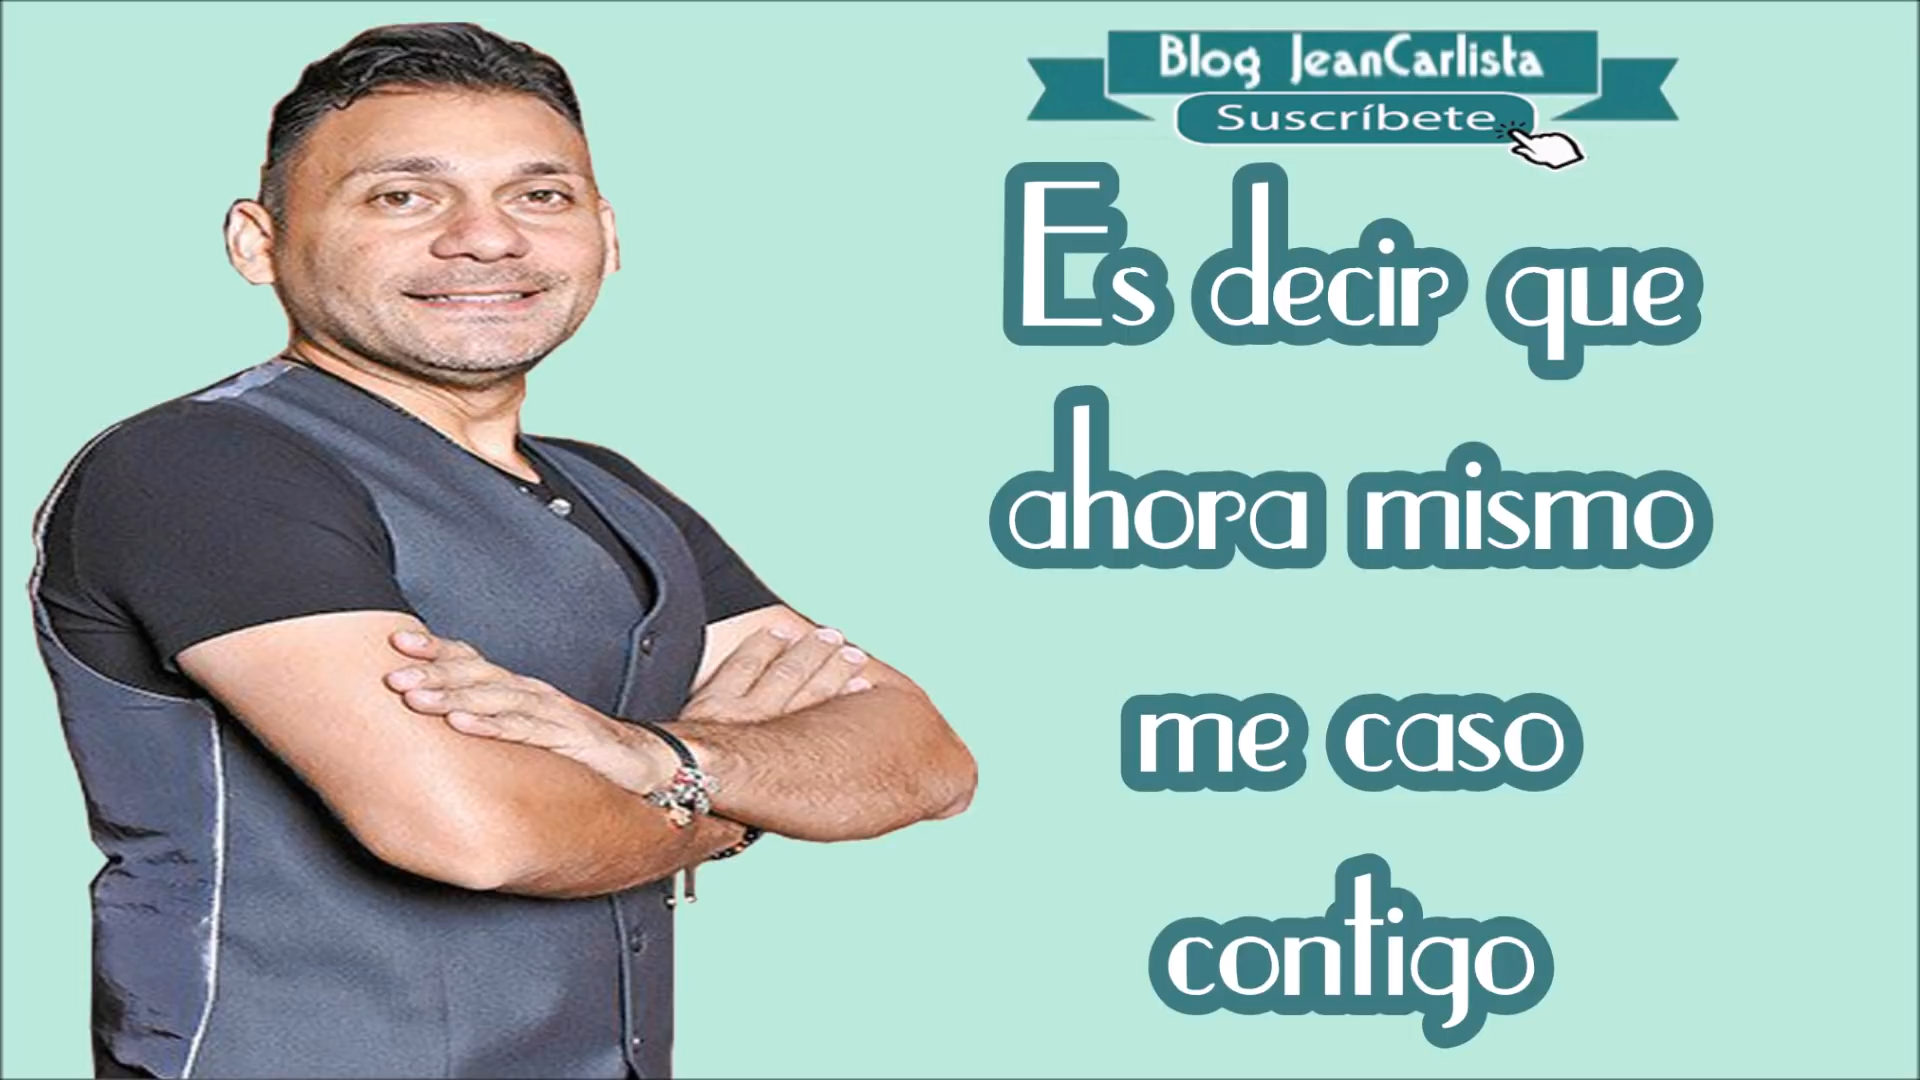 Blog JeanCarlista
Suscríbete
Es decir que
ahora mismo
me caso
contigo